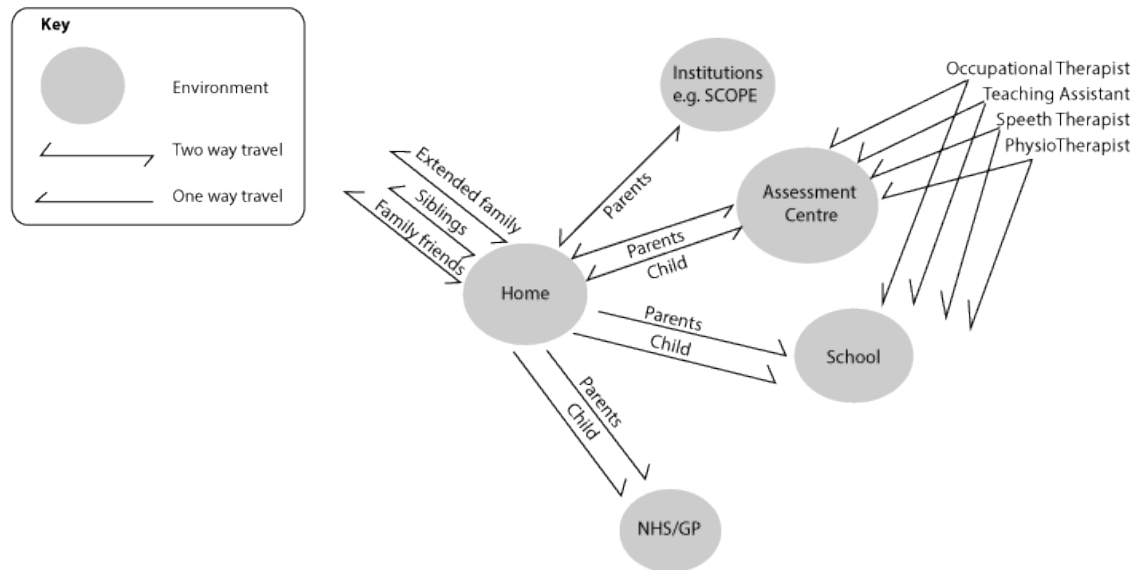 Key
Environment
Two way travel
One way travel
Institutions
e.g. SCOPE
Occupational Therapist
Teaching Assistant
Speeth Therapist
PhysioTherapist
Extended family
Siblings
Family friends
Parents
Assessment
Centre
Parents
Child
Home
Parents
Child
School
Parents
Child
NHS/GP